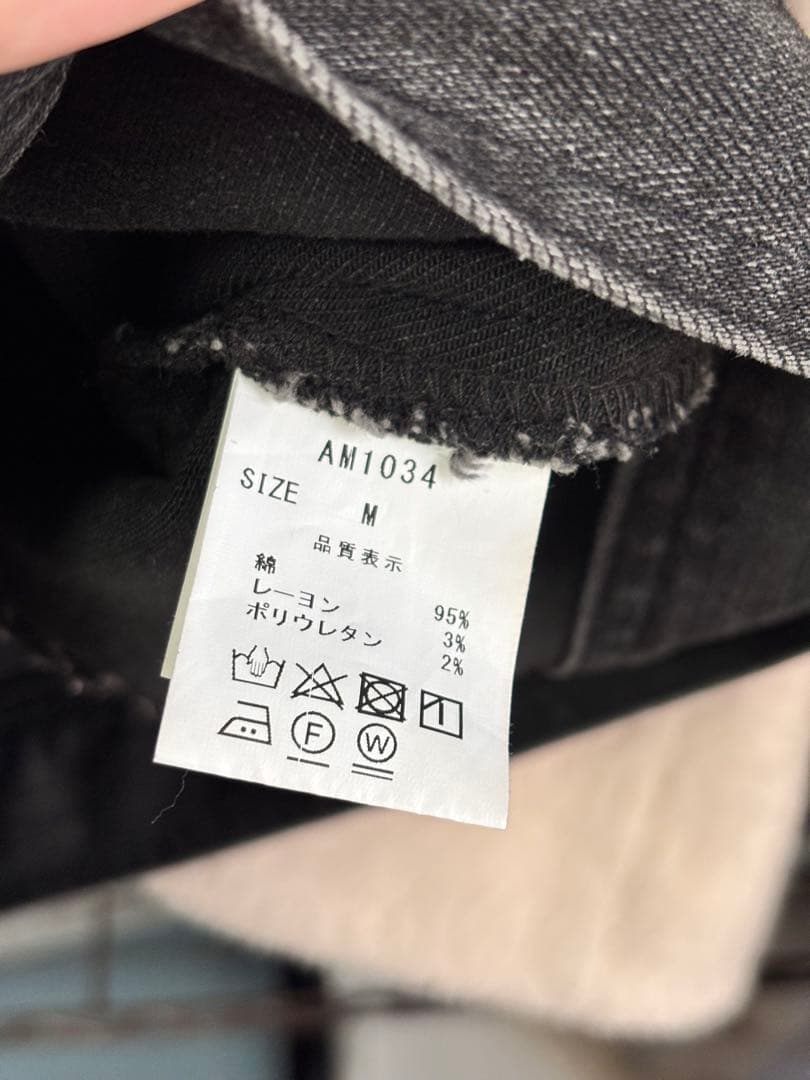 AM1034
SIZE M
品質表示
綿 95%
レーヨン 3%
ポリウレタン 2%
F W